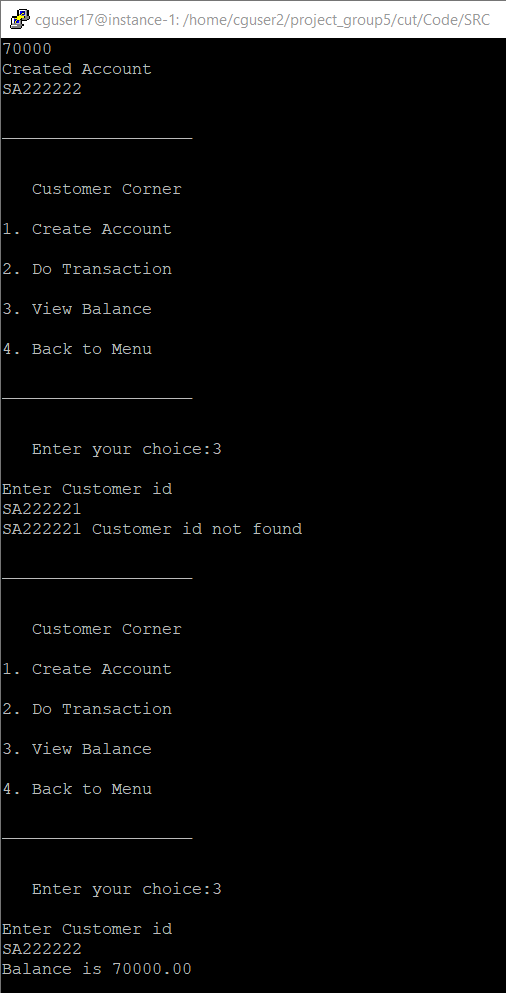 cguser17@instance-1: /home/cguser2/project_group5/cut/Code/SRC
70000
Created Account
SA222222
___________________
Customer Corner
1. Create Account
2. Do Transaction
3. View Balance
4. Back to Menu
___________________
Enter your choice:3
Enter Customer id
SA222221
SA222221 Customer id not found
___________________
Customer Corner
1. Create Account
2. Do Transaction
3. View Balance
4. Back to Menu
___________________
Enter your choice:3
Enter Customer id
SA222222
Balance is 70000.00